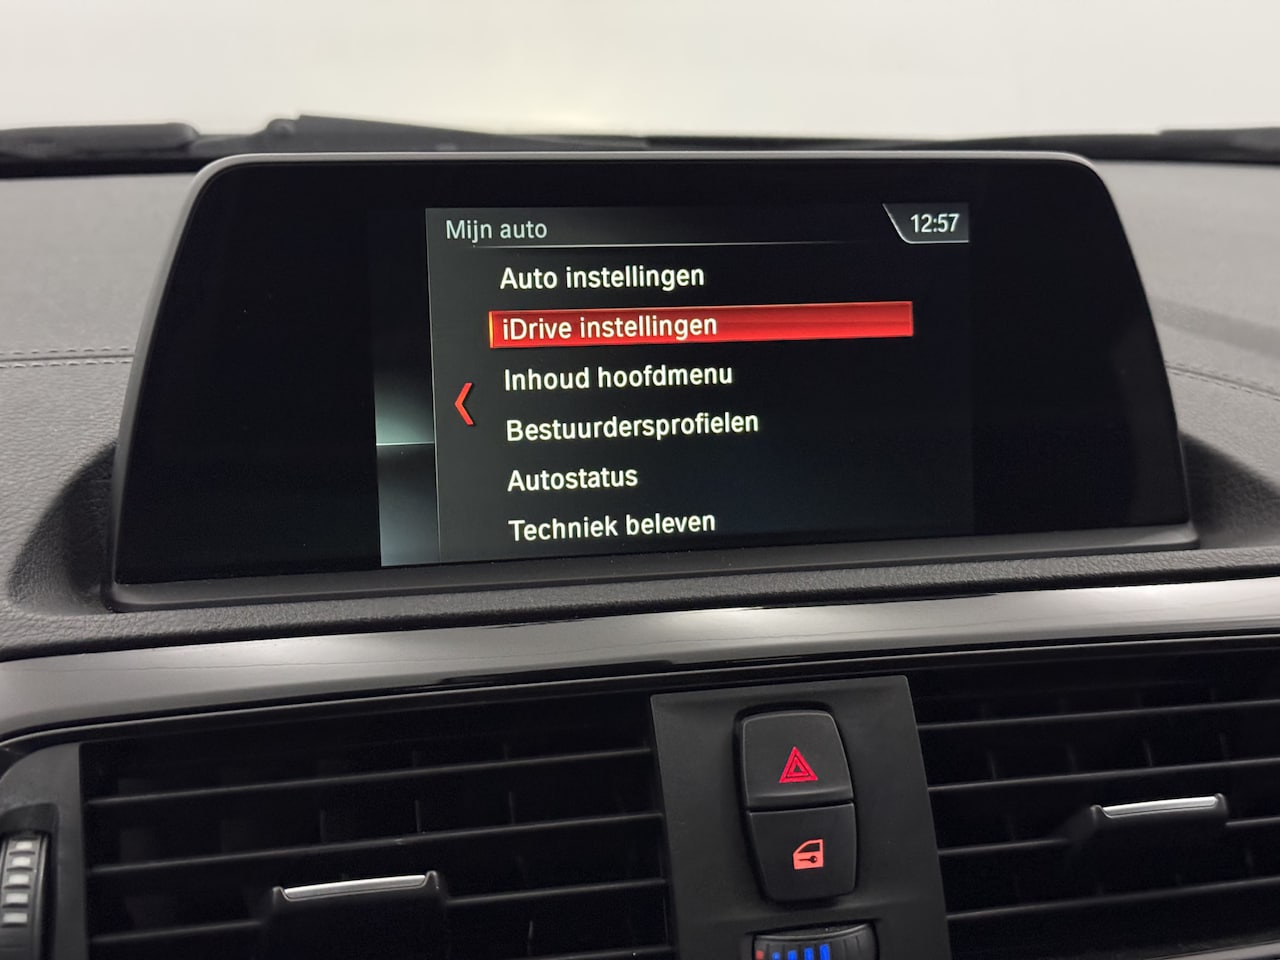 Mijn auto
12:57
Auto instellingen
iDrive instellingen
Inhoud hoofdmenu
Bestuurdersprofielen
Autostatus
Techniek beleven